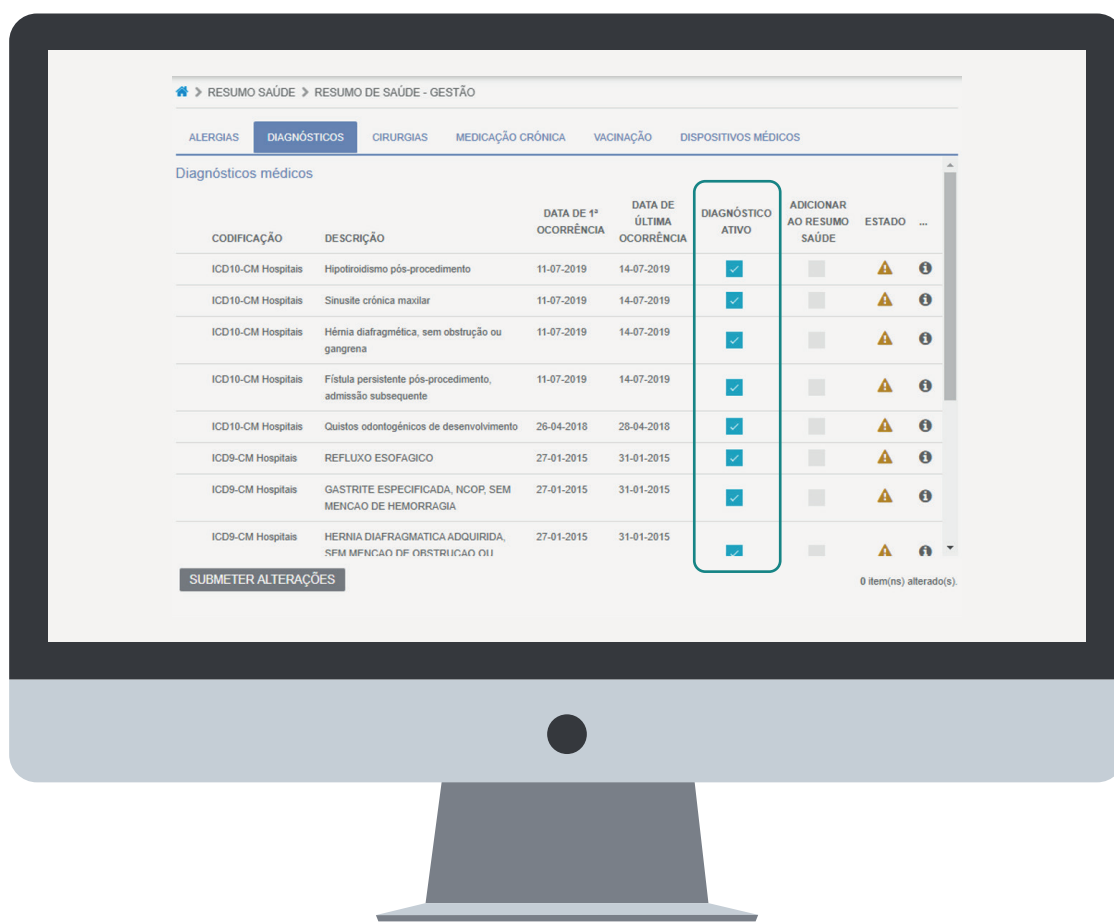 RESUMO SAÚDE > RESUMO DE SAÚDE - GESTÃO
ALERGIAS DIAGNÓSTICOS CIRURGIAS MEDICAÇÃO CRÓNICA VACINAÇÃO DISPOSITIVOS MÉDICOS
Diagnósticos médicos
CODIFICAÇÃO
DESCRIÇÃO
DATA DE 1ª
OCORRÊNCIA
DATA DE
ÚLTIMA
OCORRÊNCIA
DIAGNÓSTICO
ATIVO
ADICIONAR
AO RESUMO
SAÚDE
ESTADO
...
ICD10-CM Hospitais Hipotiroidismo pós-procedimento 11-07-2019 14-07-2019
ICD10-CM Hospitais Sinusite crónica maxilar 11-07-2019 14-07-2019
ICD10-CM Hospitais Hérnia diafragmética, sem obstrução ou 11-07-2019 14-07-2019
gangrena
ICD10-CM Hospitais Fístula persistente pós-procedimento, 11-07-2019 14-07-2019
admissão subsequente
ICD10-CM Hospitais Quistos odontogénicos de desenvolvimento 26-04-2018 28-04-2018
ICD9-CM Hospitais REFLUXO ESOFAGICO 27-01-2015 31-01-2015
ICD9-CM Hospitais GASTRITE ESPECIFICADA, NCOP, SEM 27-01-2015 31-01-2015
MENCAO DE HEMORRAGIA
ICD9-CM Hospitais HERNIA DIAFRAGMATICA ADQUIRIDA, 27-01-2015 31-01-2015
SEM MENCAO DE OBSTRUCAO OU
SUBMETER ALTERAÇÕES
0 item(ns) alterado(s).